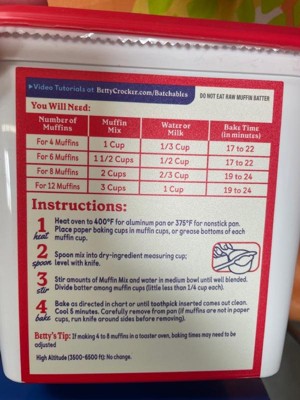 ▸Video Tutorials at BettyCrocker.com/Batchables
DO NOT EAT RAW MUFFIN BATTER
You Will Need:
Number of Muffins | Muffin Mix | Water or Milk | Bake Time (in minutes)
For 4 Muffins | 1 Cup | 1/3 Cup | 17 to 22
For 6 Muffins | 1 1/2 Cups | 1/2 Cup | 17 to 22
For 8 Muffins | 2 Cups | 2/3 Cup | 19 to 24
For 12 Muffins | 3 Cups | 1 Cup | 19 to 24
Instructions:
1 heat
Heat oven to 400°F for aluminum pan or 375°F for nonstick pan.
Place paper baking cups in muffin cups, or grease bottoms of each
muffin cup.
2 spoon
Spoon mix into dry-ingredient measuring cup;
level with knife.
3 stir
Stir amounts of Muffin Mix and water in medium bowl until well blended.
Divide batter among muffin cups (little less than 1/4 cup each).
4 bake
Bake as directed in chart or until toothpick inserted comes out clean.
Cool 5 minutes. Carefully remove from pan (if muffins are not in paper
cups, run knife around sides before removing).
Betty's Tip: If making 4 to 8 muffins in a toaster oven, baking times may need to be
adjusted
High Altitude (3500-6500 ft): No change.